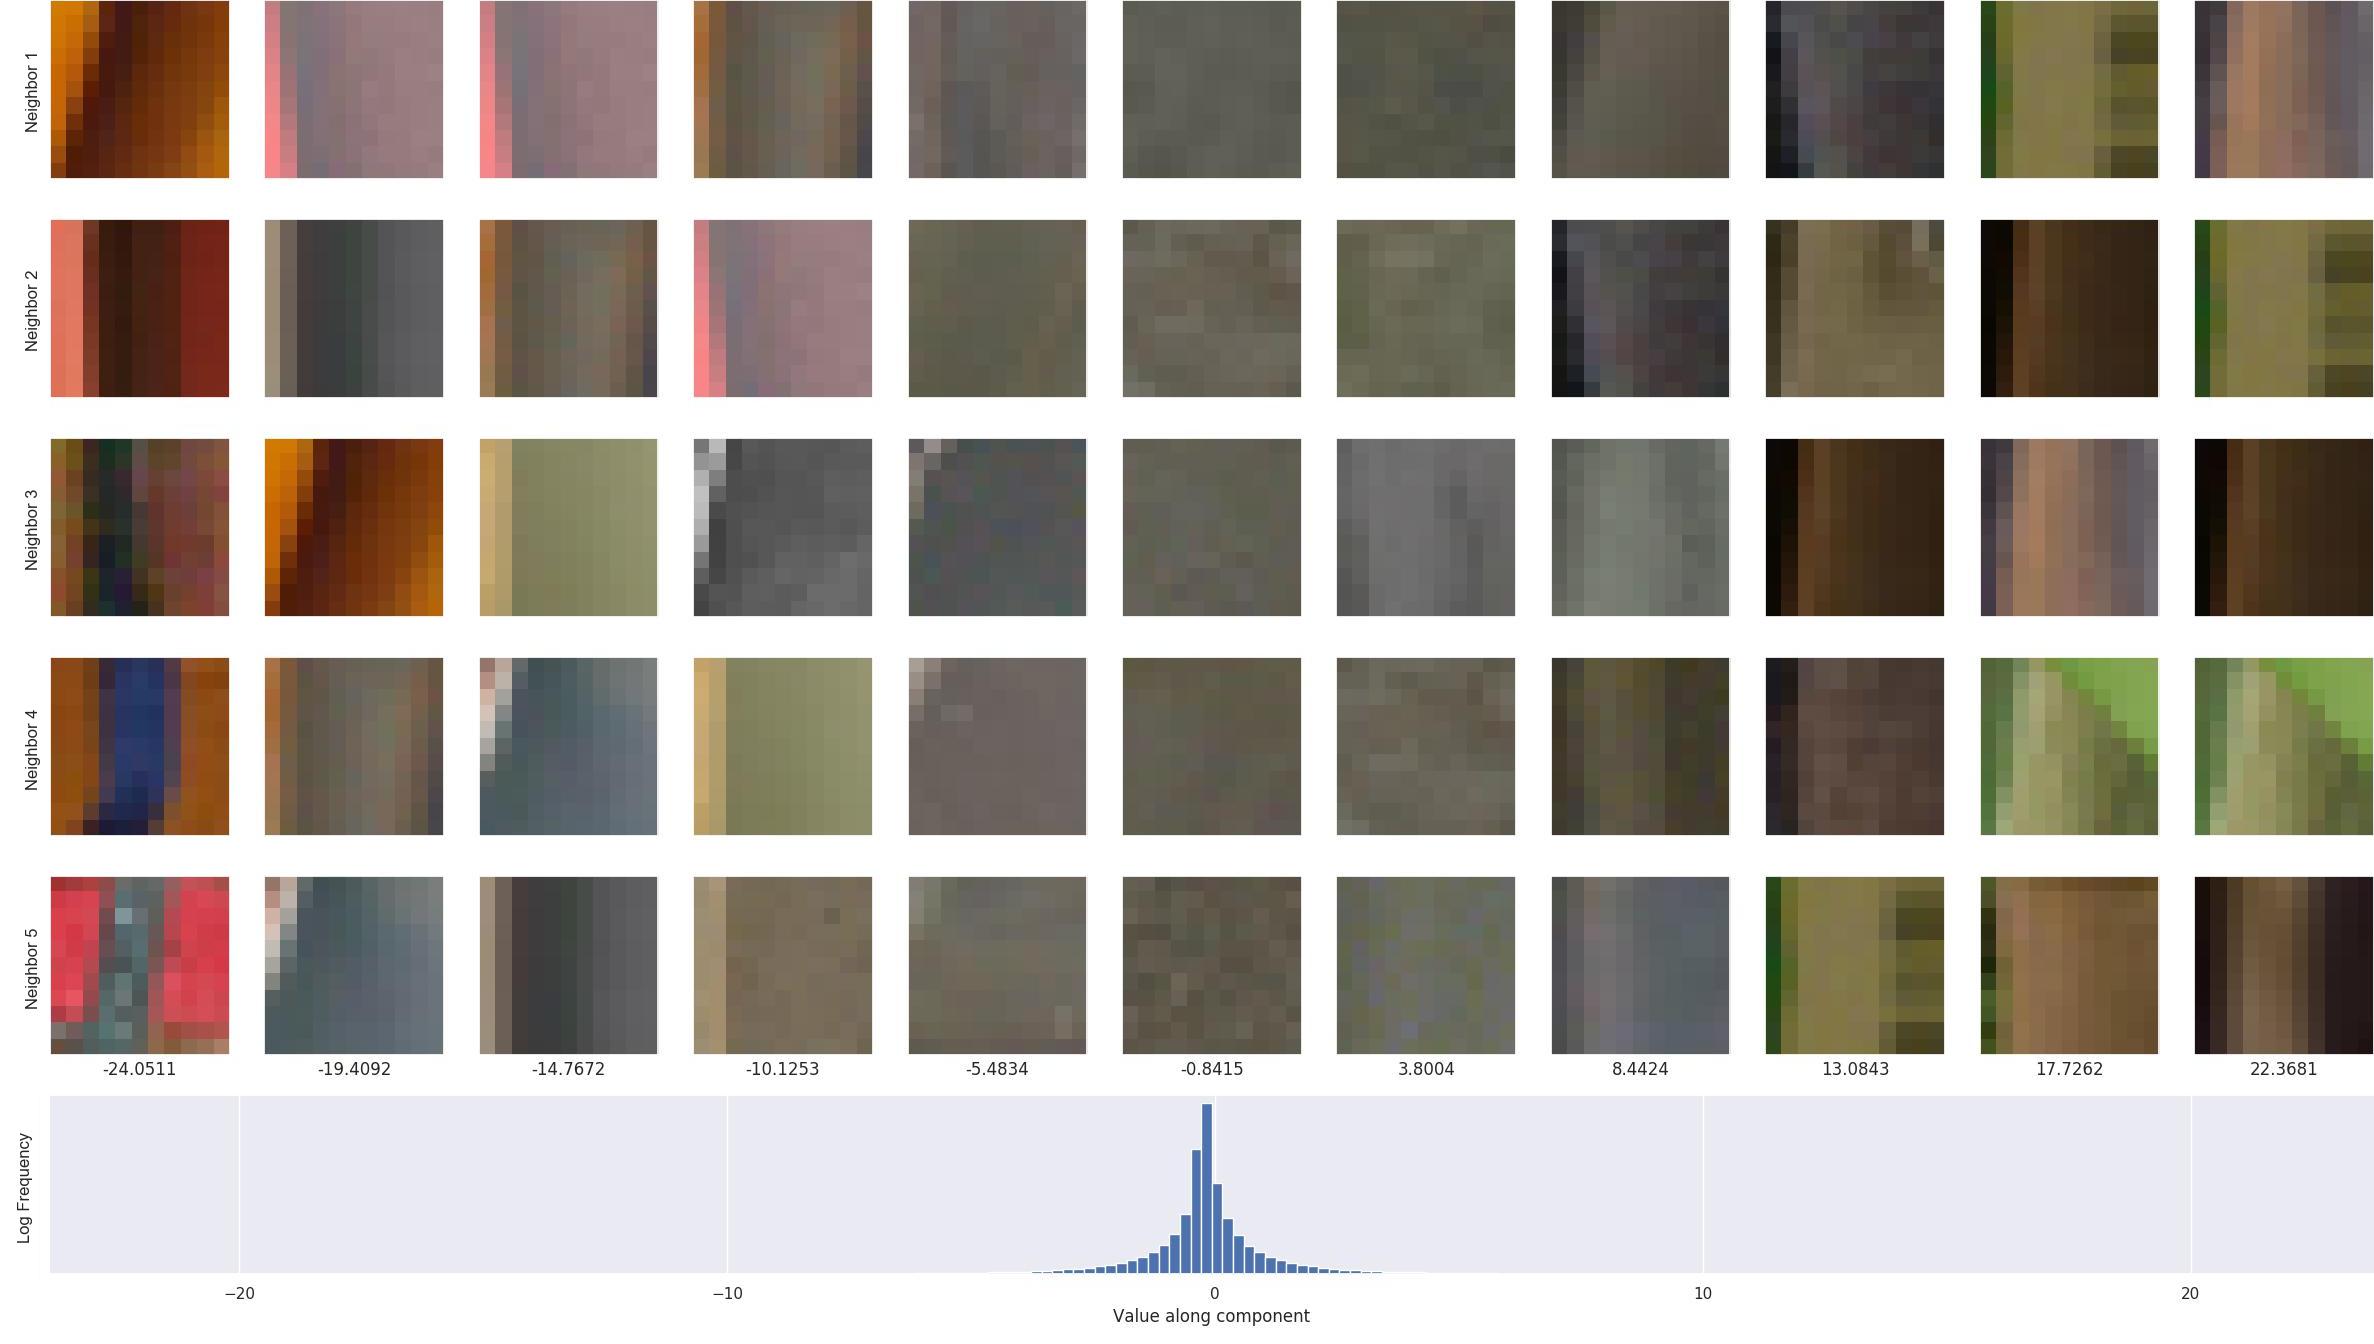 Neighbor 1
Neighbor 2
Neighbor 3
Neighbor 4
Neighbor 5
-24.0511 -19.4092 -14.7672 -10.1253 -5.4834 -0.8415 3.8004 8.4424 13.0843 17.7262 22.3681
Log Frequency
−20 −10 0 10 20
Value along component